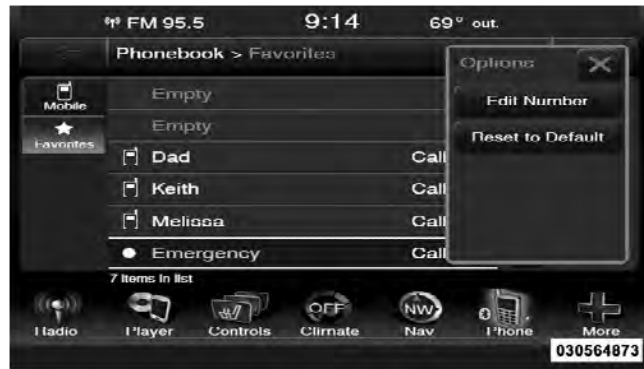 FM 95.5 9:14 69° out.
Phonebook > Favorites
Options
Mobile
Favorites
Empty
Empty
Dad Call
Keith Call
Melissa Call
Emergency Call
Edit Number
Reset to Default
7 Items In list
OFF
NW
Radio Player Controls Climate Nav Phone More
030564873